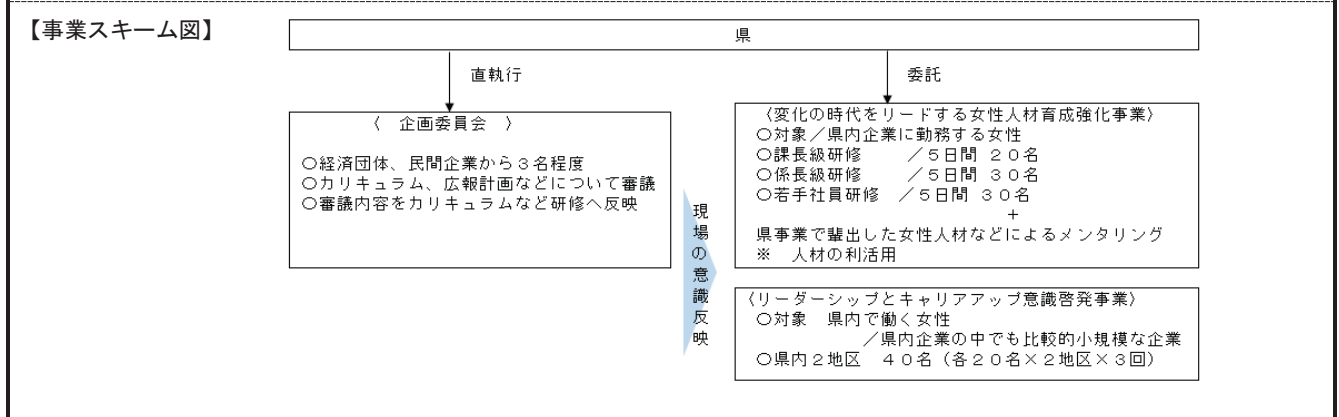 【事業スキーム図】
県
直執行
委託
〈　企画委員会　〉
○経済団体、民間企業から３名程度
○カリキュラム、広報計画などについて審議
○審議内容をカリキュラムなど研修へ反映
現場の意識反映
〈変化の時代をリードする女性人材育成強化事業〉
○対象／県内企業に勤務する女性
○課長級研修　　／５日間　２０名
○係長級研修　　／５日間　３０名
○若手社員研修　／５日間　３０名
＋
県事業で輩出した女性人材などによるメンタリング
※　人材の利活用
〈リーダーシップとキャリアアップ意識啓発事業〉
○対象　県内で働く女性
／県内企業の中でも比較的小規模な企業
○県内２地区　４０名（各２０名×２地区×３回）